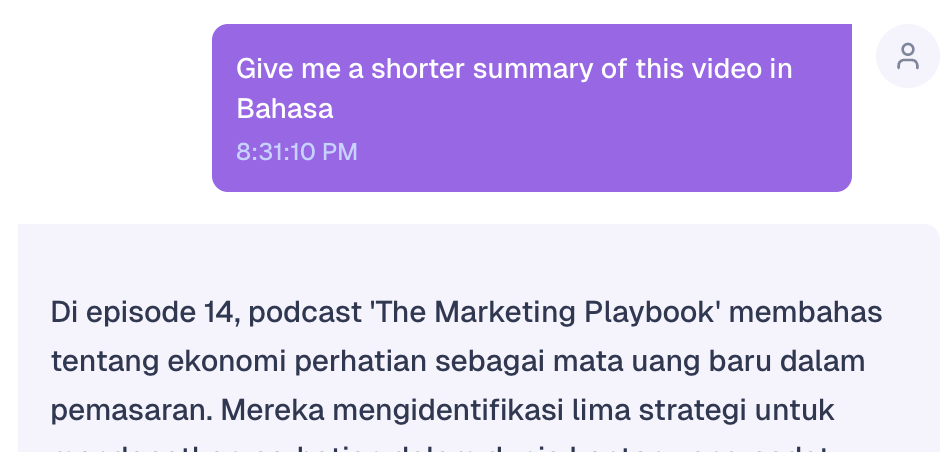 Give me a shorter summary of this video in
Bahasa
8:31:10 PM
Di episode 14, podcast 'The Marketing Playbook' membahas
tentang ekonomi perhatian sebagai mata uang baru dalam
pemasaran. Mereka mengidentifikasi lima strategi untuk